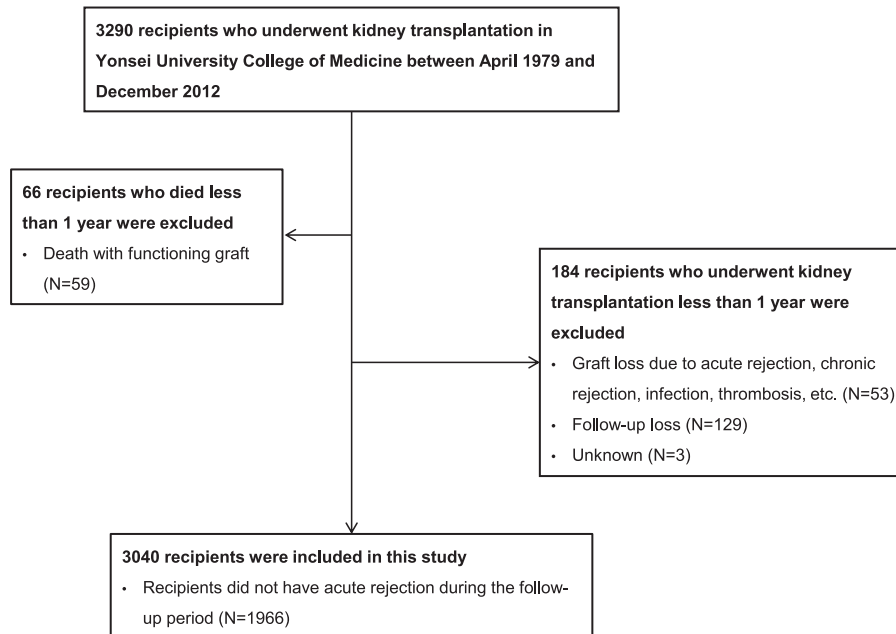 3290 recipients who underwent kidney transplantation in
Yonsei University College of Medicine between April 1979 and
December 2012
66 recipients who died less
than 1 year were excluded
• Death with functioning graft
(N=59)
184 recipients who underwent kidney
transplantation less than 1 year were
excluded
• Graft loss due to acute rejection, chronic
rejection, infection, thrombosis, etc. (N=53)
• Follow-up loss (N=129)
• Unknown (N=3)
3040 recipients were included in this study
• Recipients did not have acute rejection during the follow-
up period (N=1966)